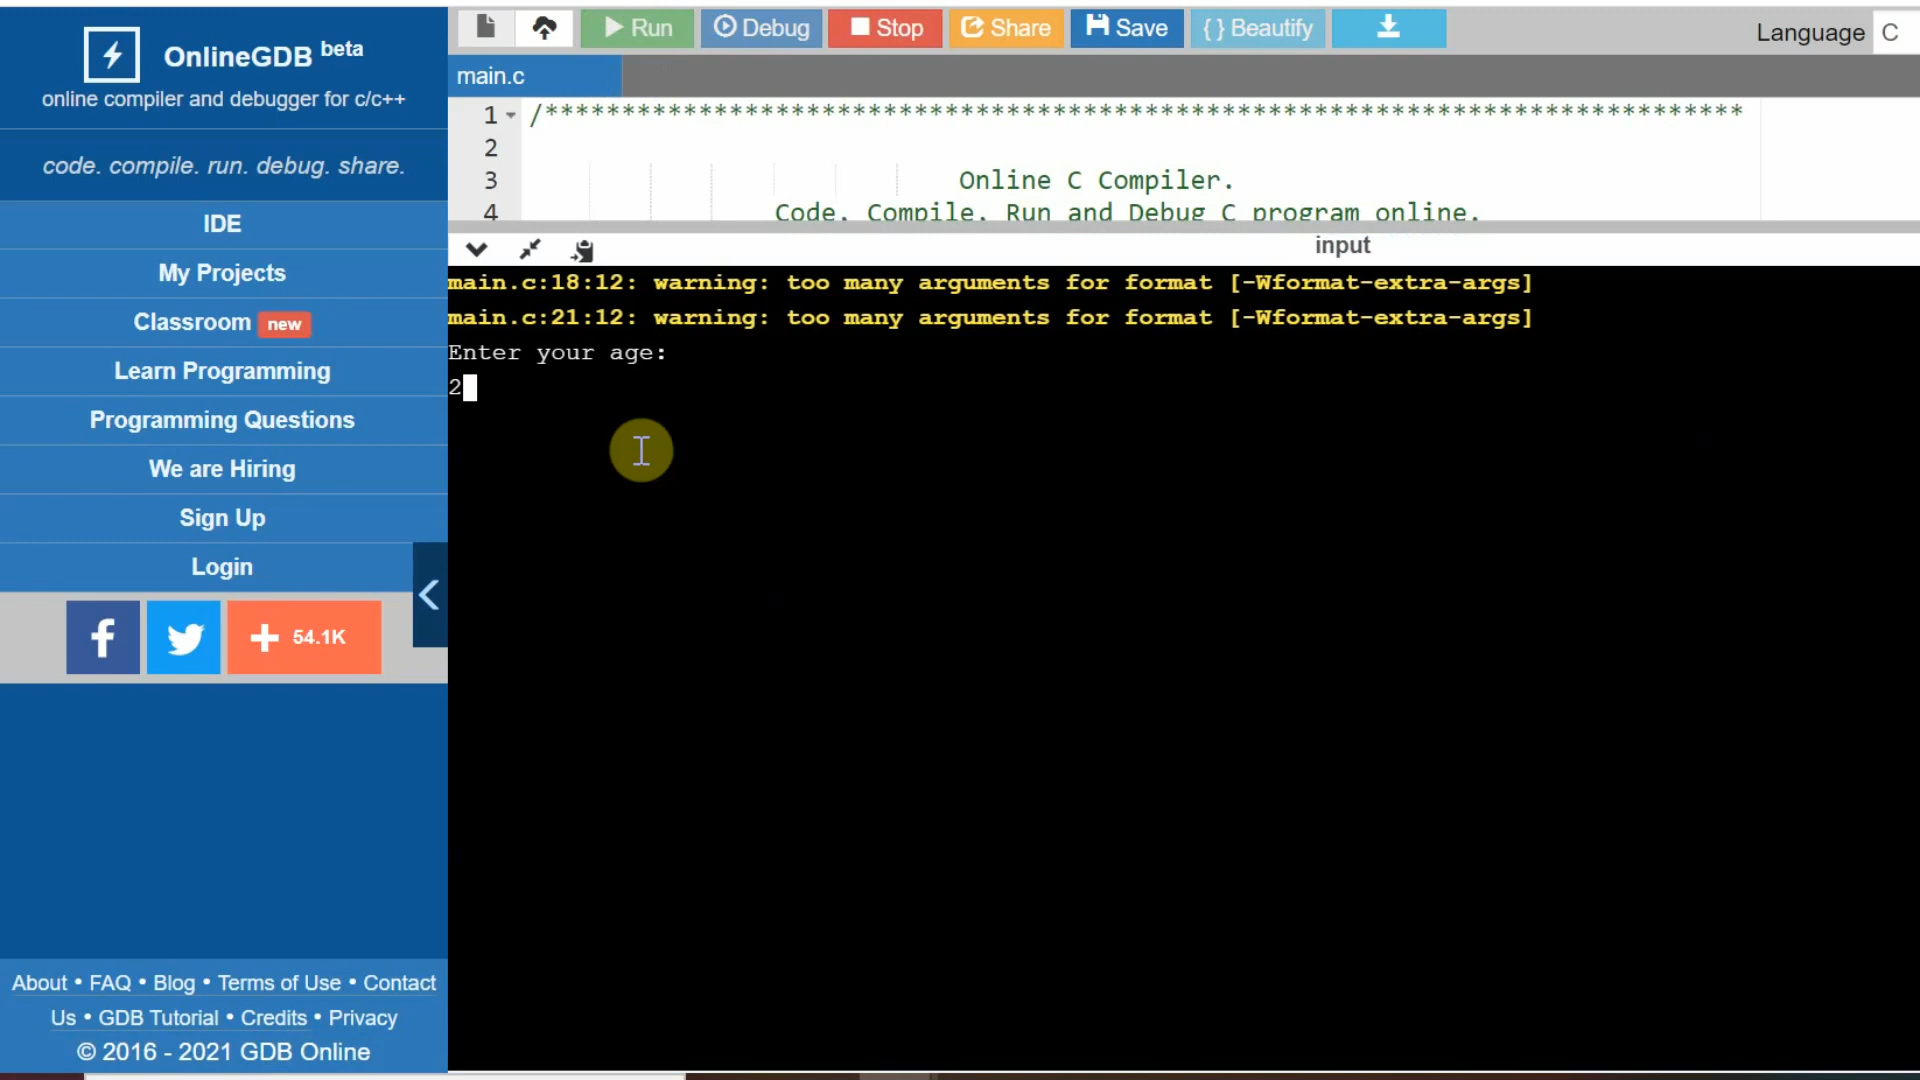 OnlineGDB beta
online compiler and debugger for c/c++
code. compile. run. debug. share.
IDE
My Projects
Classroom new
Learn Programming
Programming Questions
We are Hiring
Sign Up
Login
54.1K
About • FAQ • Blog • Terms of Use • Contact
Us • GDB Tutorial • Credits • Privacy
© 2016 - 2021 GDB Online
Run Debug Stop Share Save { } Beautify
Language C
main.c
1 /******************************************************************************
2
3 Online C Compiler.
4 Code, Compile, Run and Debug C program online.
input
main.c:18:12: warning: too many arguments for format [-Wformat-extra-args]
main.c:21:12: warning: too many arguments for format [-Wformat-extra-args]
Enter your age:
2